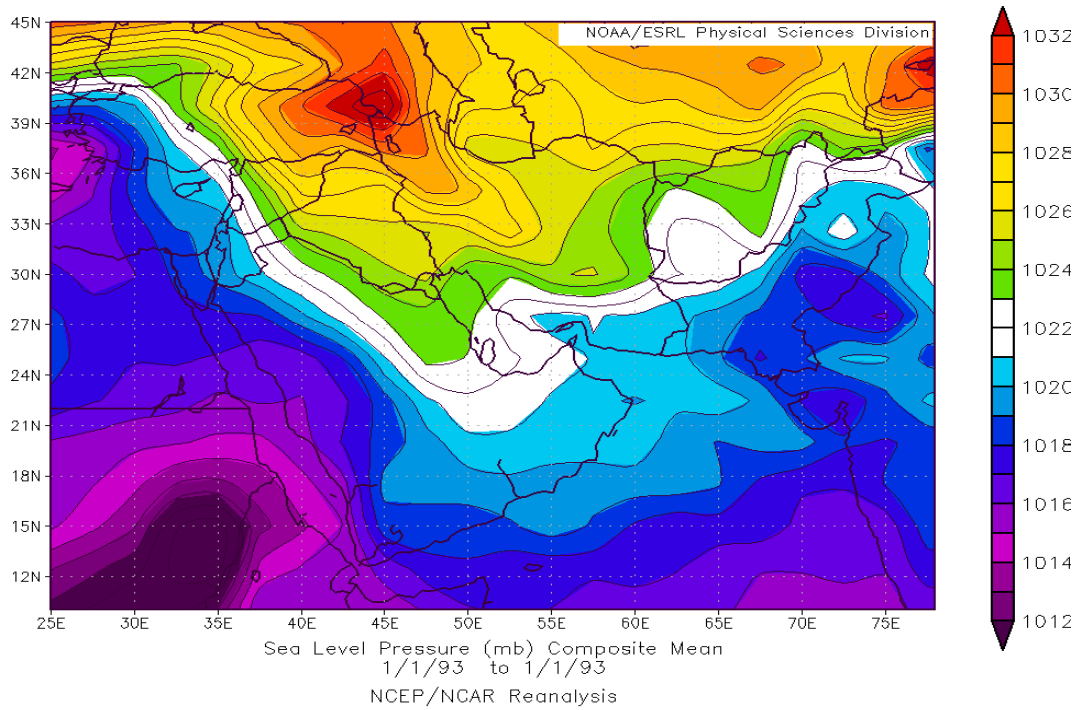 45N
NOAA/ESRL Physical Sciences Division
42N
39N
36N
33N
30N
27N
24N
21N
18N
15N
12N
25E 30E 35E 40E 45E 50E 55E 60E 65E 70E 75E
1032
1030
1028
1026
1024
1022
1020
1018
1016
1014
1012
Sea Level Pressure (mb) Composite Mean
1/1/93 to 1/1/93
NCEP/NCAR Reanalysis